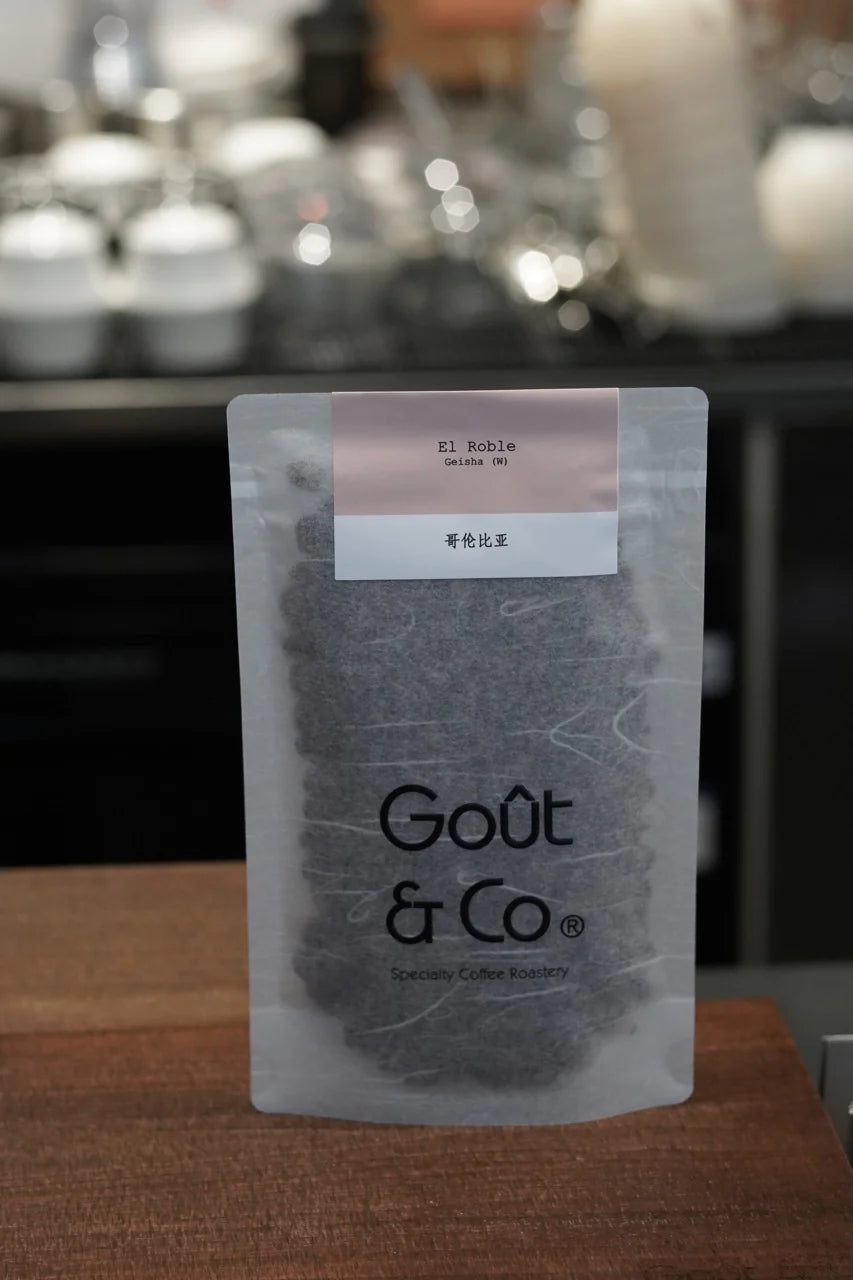 El Roble
Geisha (W)
哥伦比亚
Goût
& Co ®
Specialty Coffee Roastery